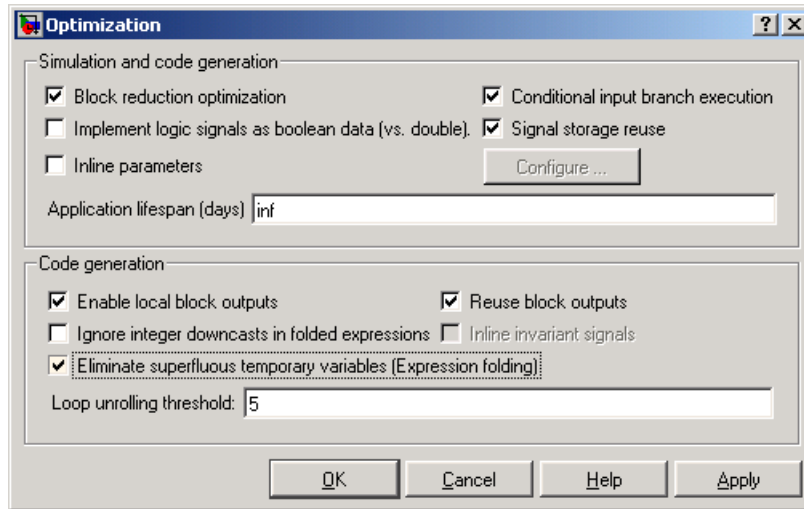 Optimization
Simulation and code generation
Block reduction optimization
Conditional input branch execution
Implement logic signals as boolean data (vs. double).
Signal storage reuse
Inline parameters
Configure ...
Application lifespan (days) inf
Code generation
Enable local block outputs
Reuse block outputs
Ignore integer downcasts in folded expressions
Inline invariant signals
Eliminate superfluous temporary variables (Expression folding)
Loop unrolling threshold: 5
OK Cancel Help Apply